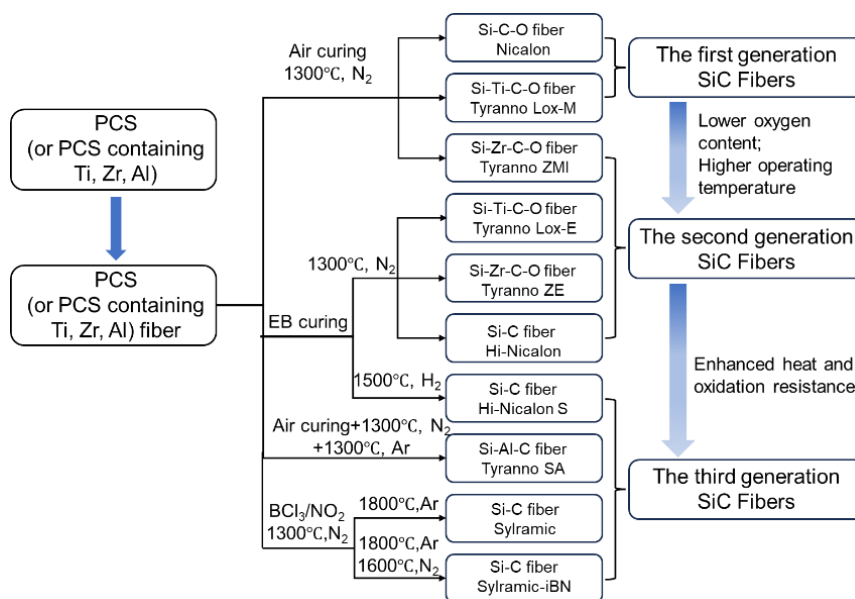 PCS
(or PCS containing
Ti, Zr, Al)
PCS
(or PCS containing
Ti, Zr, Al) fiber
Air curing
1300℃, N₂
EB curing
1300℃, N₂
1500℃, H₂
Air curing+1300℃, N₂
+1300℃, Ar
BCl₃/NO₂
1300℃,N₂
1800℃,Ar
1800℃,Ar
1600℃,N₂
Si-C-O fiber
Nicalon
Si-Ti-C-O fiber
Tyranno Lox-M
Si-Zr-C-O fiber
Tyranno ZMI
Si-Ti-C-O fiber
Tyranno Lox-E
Si-Zr-C-O fiber
Tyranno ZE
Si-C fiber
Hi-Nicalon
Si-C fiber
Hi-Nicalon S
Si-Al-C fiber
Tyranno SA
Si-C fiber
Sylramic
Si-C fiber
Sylramic-iBN
The first generation
SiC Fibers
Lower oxygen
content;
Higher operating
temperature
The second generation
SiC Fibers
Enhanced heat and
oxidation resistance
The third generation
SiC Fibers